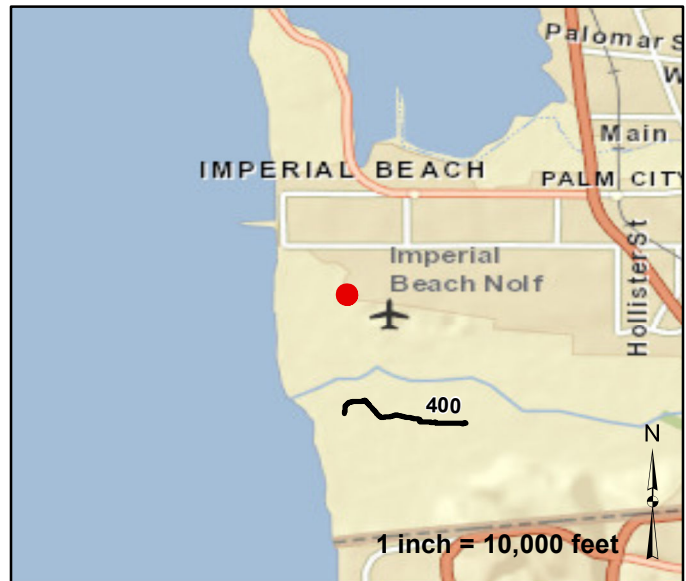 Palomar S
W
Main
IMPERIAL BEACH
PALM CITY
Hollister St
Imperial
Beach Nolf
400
N
1 inch = 10,000 feet